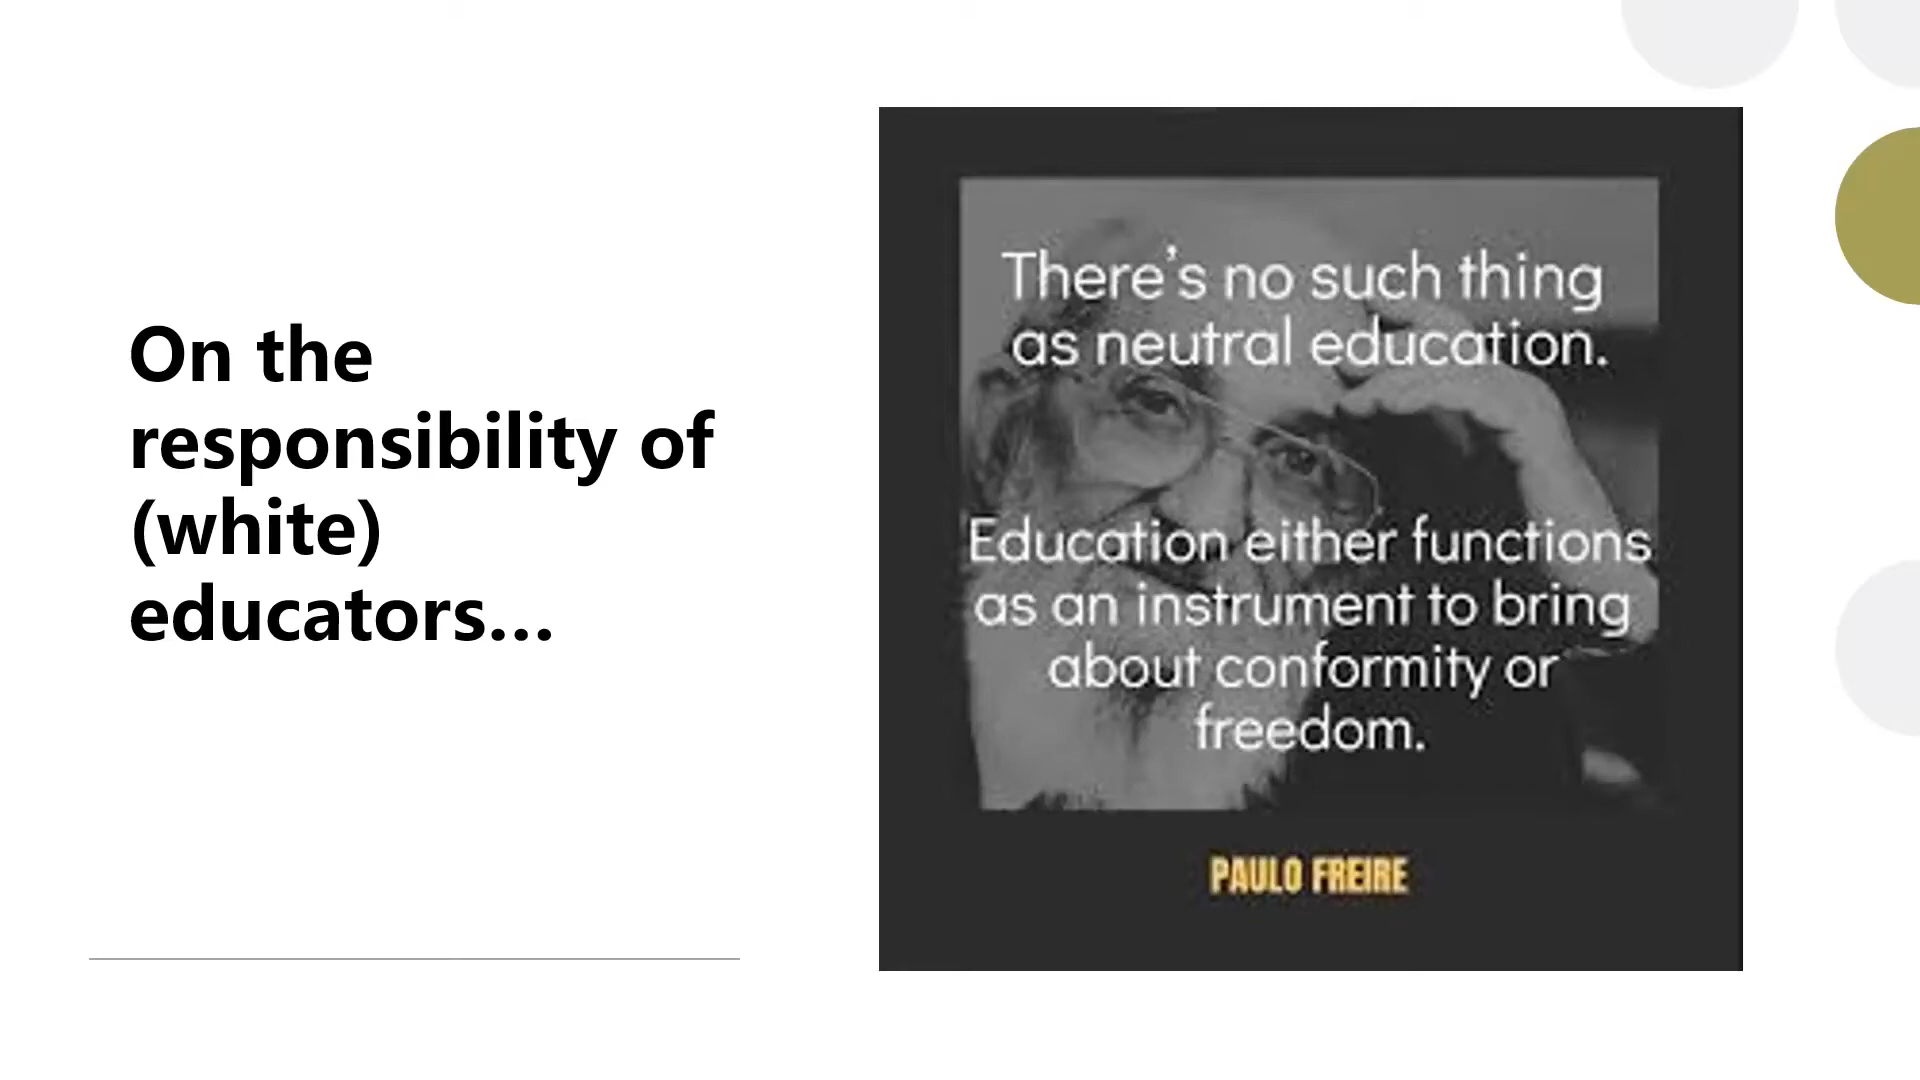 On the
responsibility of
(white)
educators...
There's no such thing
as neutral education.
Education either functions
as an instrument to bring
about conformity or
freedom.
PAULO FREIRE